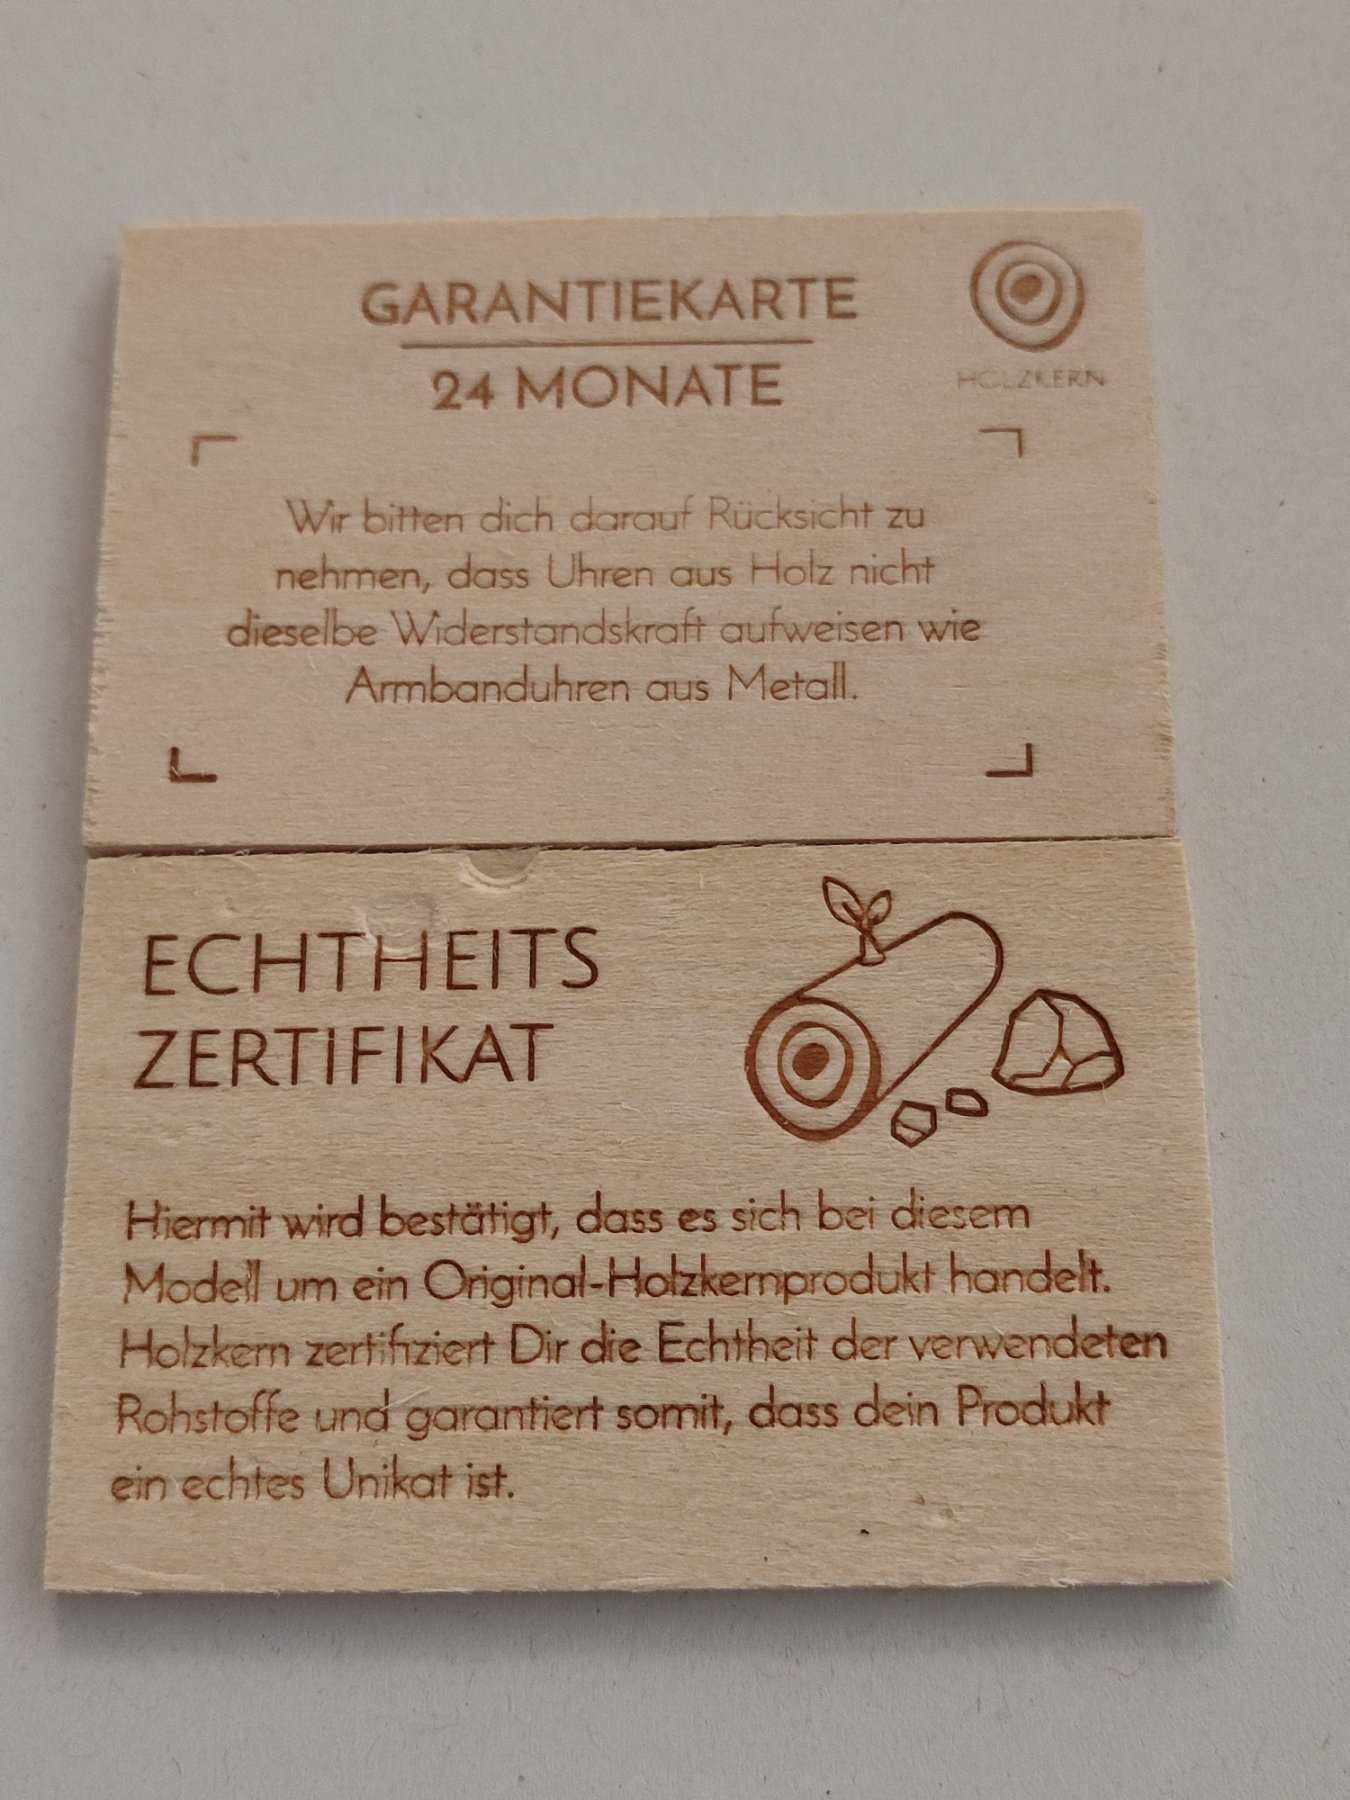 GARANTIEKARTE
24 MONATE
HOLZKERN
Wir bitten dich darauf Rücksicht zu
nehmen, dass Uhren aus Holz nicht
dieselbe Widerstandskraft aufweisen wie
Armbanduhren aus Metall.
ECHTHEITS
ZERTIFIKAT
Hiermit wird bestätigt, dass es sich bei diesem
Modell um ein Original-Holzkernprodukt handelt.
Holzkern zertifiziert Dir die Echtheit der verwendeten
Rohstoffe und garantiert somit, dass dein Produkt
ein echtes Unikat ist.